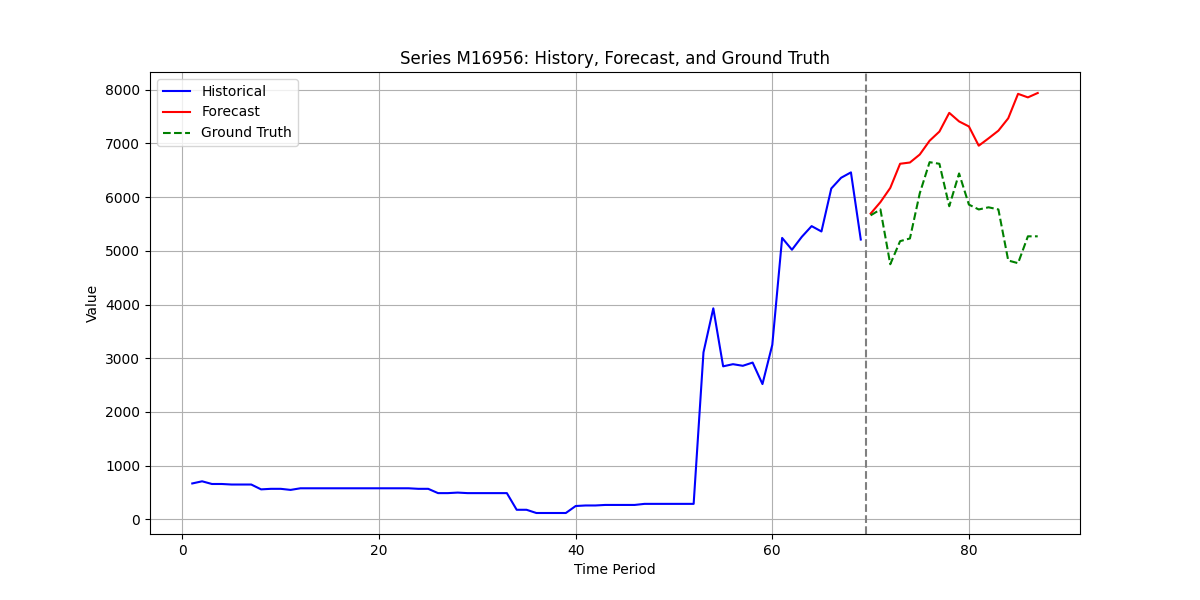 Series M16956: History, Forecast, and Ground Truth
Historical
Forecast
Ground Truth
8000
7000
6000
5000
4000
3000
2000
1000
0
Value
0 20 40 60 80
Time Period